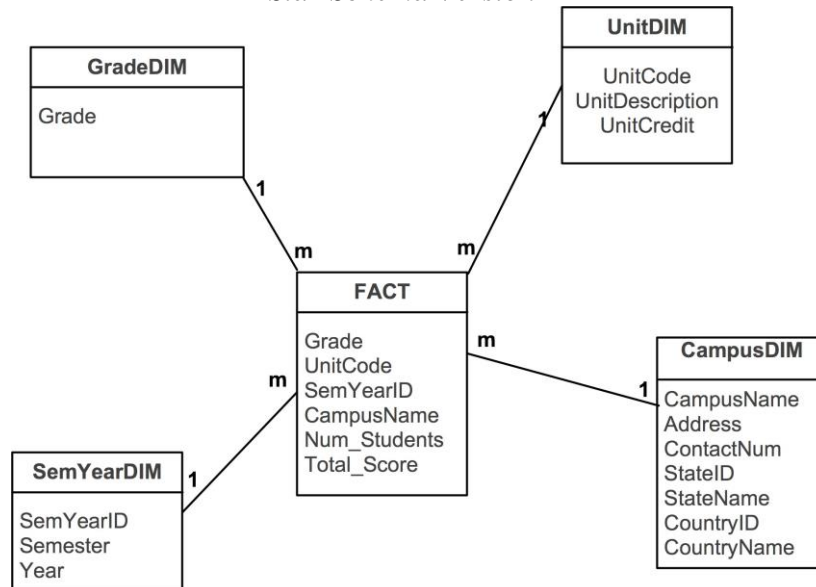 GradeDIM
Grade
UnitDIM
UnitCode
UnitDescription
UnitCredit
1
1
m
m
FACT
Grade
UnitCode
SemYearID
CampusName
Num_Students
Total_Score
m
m
1
1
SemYearDIM
SemYearID
Semester
Year
CampusDIM
CampusName
Address
ContactNum
StateID
StateName
CountryID
CountryName